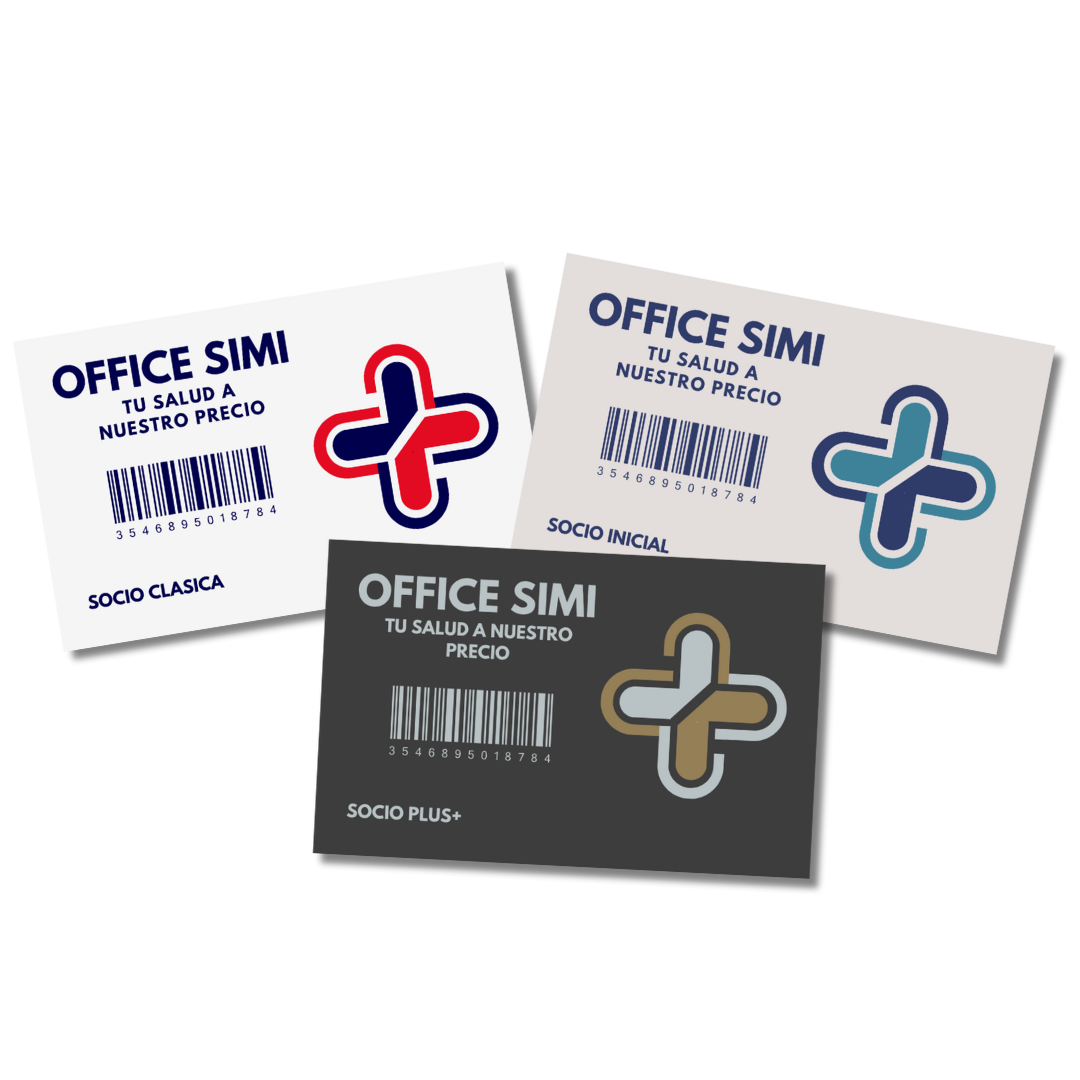 OFFICE SIMI
TU SALUD A
NUESTRO PRECIO
3546895018784
SOCIO CLASICA
OFFICE SIMI
TU SALUD A
NUESTRO PRECIO
3546895018784
SOCIO INICIAL
OFFICE SIMI
TU SALUD A NUESTRO
PRECIO
3546895018784
SOCIO PLUS+